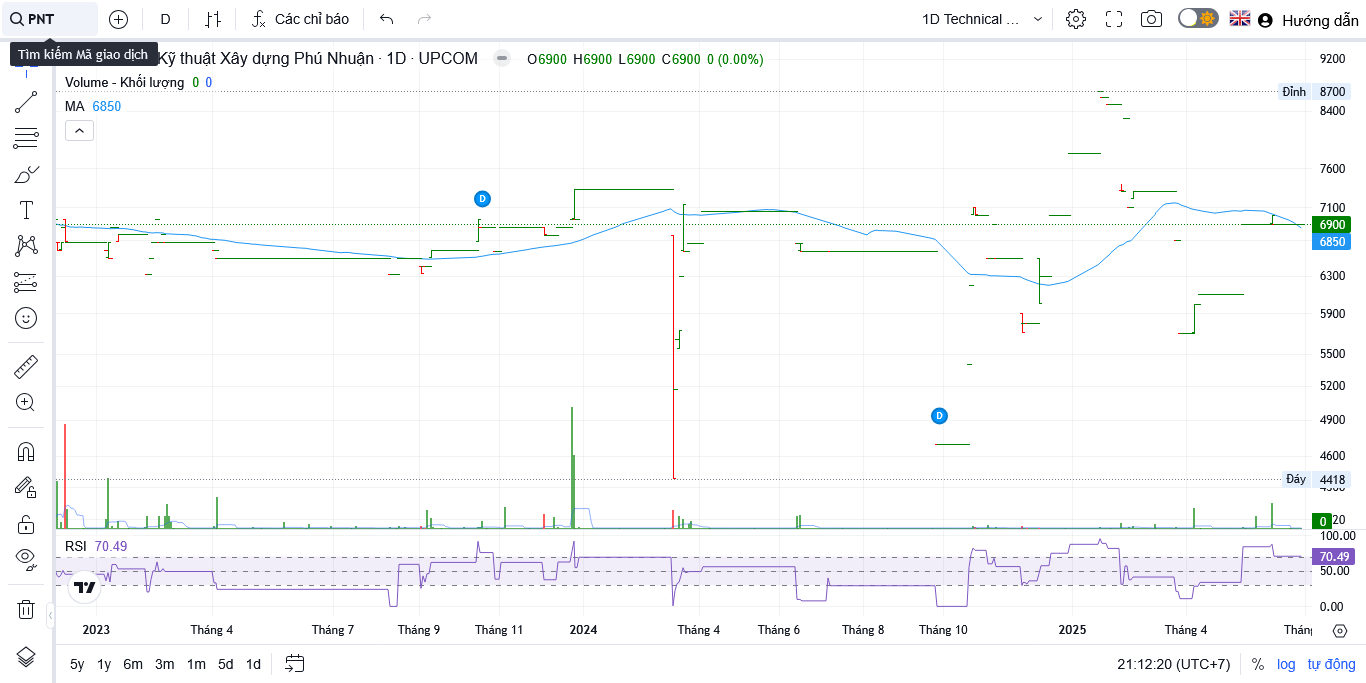 PNT
D
Các chỉ báo
1D Technical ...
Hướng dẫn
Tìm kiếm Mã giao dịch
Kỹ thuật Xây dựng Phú Nhuận · 1D · UPCOM
O6900 H6900 L6900 C6900 0 (0.00%)
Volume - Khối lượng 0 0
MA 6850
9200
Đỉnh 8700
8400
7600
7100
6900
6850
6300
5900
5500
5200
4900
4600
Đáy 4418
0
D
D
RSI 70.49
100.00
70.49
50.00
0.00
2023
Tháng 4
Tháng 7
Tháng 9
Tháng 11
2024
Tháng 4
Tháng 6
Tháng 8
Tháng 10
2025
Tháng 4
5y 1y 6m 3m 1m 5d 1d
21:12:20 (UTC+7)
% log tự động